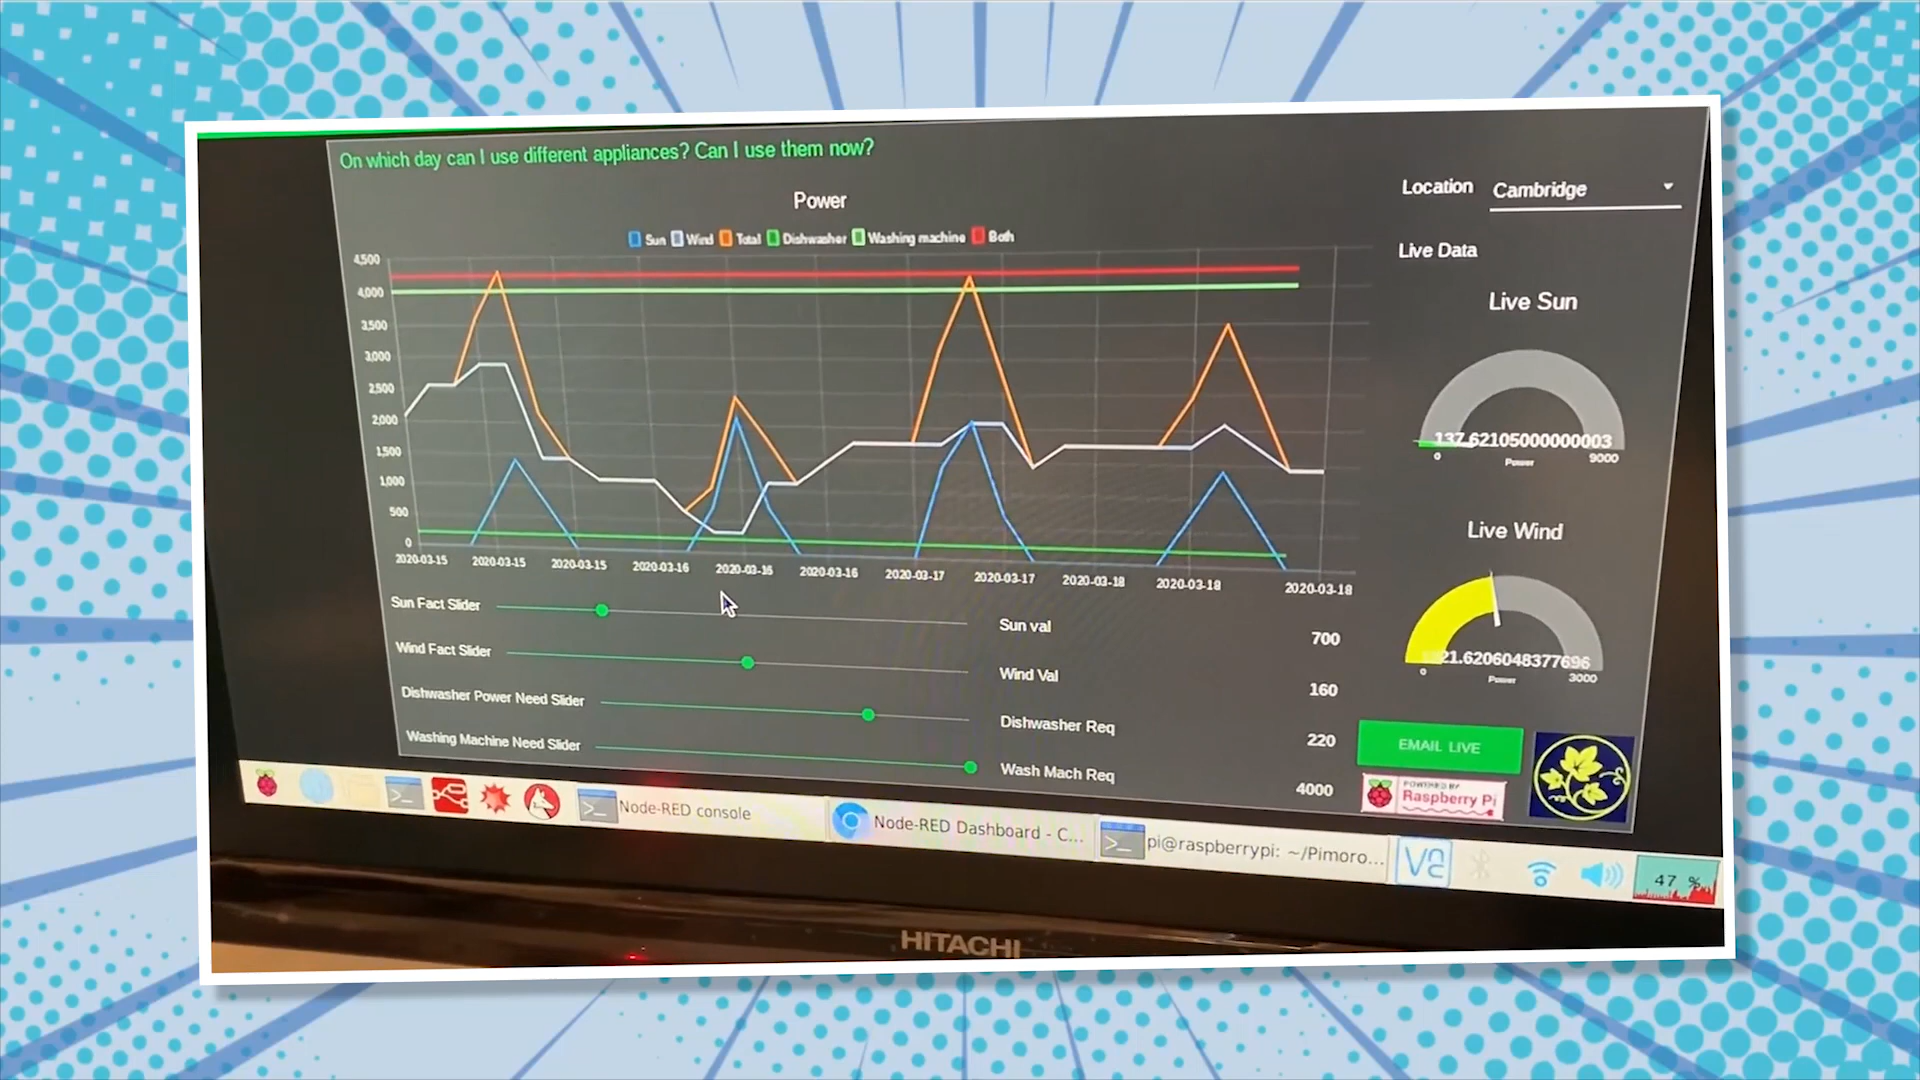 On which day can I use different appliances? Can I use them now?
Power
Sun Wind Total Dishwasher Washing machine Both
4,500
4,000
3,500
3,000
2,500
2,000
1,500
1,000
500
0
2020-03-15 2020-03-15 2020-03-15 2020-03-16 2020-03-16 2020-03-16 2020-03-17 2020-03-17 2020-03-18 2020-03-18 2020-03-18
Sun Fact Slider
Wind Fact Slider
Dishwasher Power Need Slider
Washing Machine Need Slider
Sun val 700
Wind Val 160
Dishwasher Req 220
Wash Mach Req 4000
Location Cambridge
Live Data
Live Sun
137.62105000000003
0 Power 9000
Live Wind
21.6206048377696
0 Power 3000
EMAIL LIVE
POWERED BY
Raspberry Pi
Node-RED console
Node-RED Dashboard - C...
pi@raspberrypi: ~/Pimoro...
47 %
HITACHI